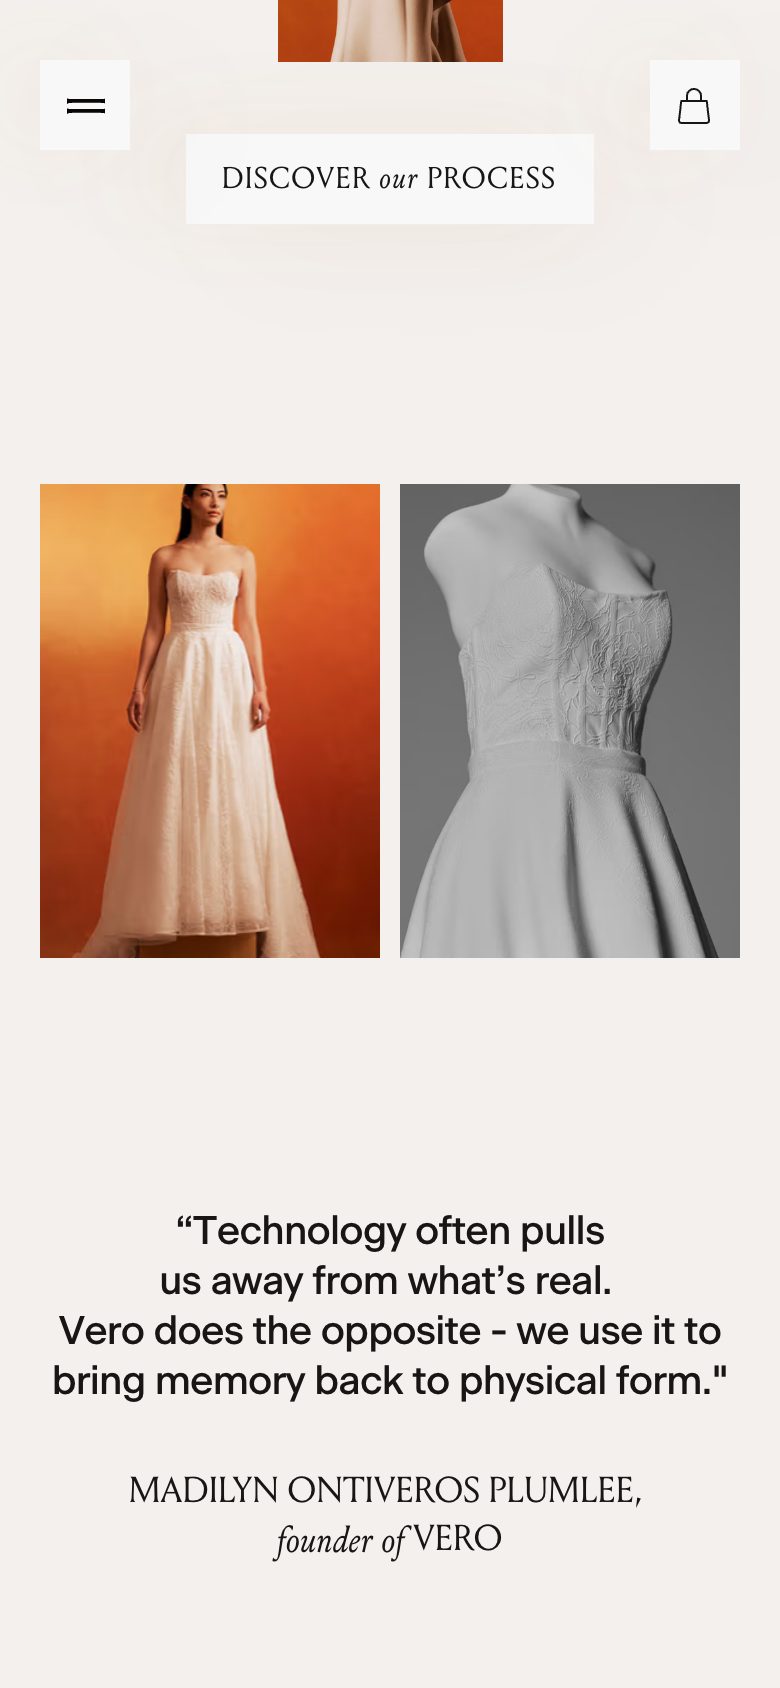 DISCOVER our PROCESS
“Technology often pulls
us away from what’s real.
Vero does the opposite - we use it to
bring memory back to physical form."
MADILYN ONTIVEROS PLUMLEE,
founder of VERO